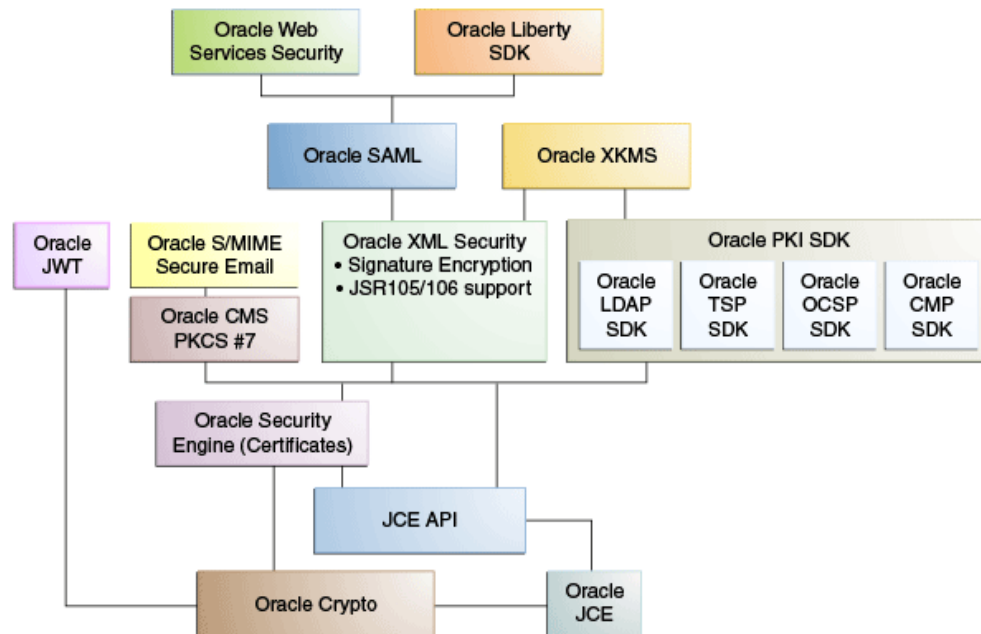 Oracle Web
Services Security
Oracle Liberty
SDK
Oracle SAML
Oracle XKMS
Oracle
JWT
Oracle S/MIME
Secure Email
Oracle CMS
PKCS #7
Oracle XML Security
• Signature Encryption
• JSR105/106 support
Oracle PKI SDK
Oracle
LDAP
SDK
Oracle
TSP
SDK
Oracle
OCSP
SDK
Oracle
CMP
SDK
Oracle Security
Engine (Certificates)
JCE API
Oracle Crypto
Oracle
JCE